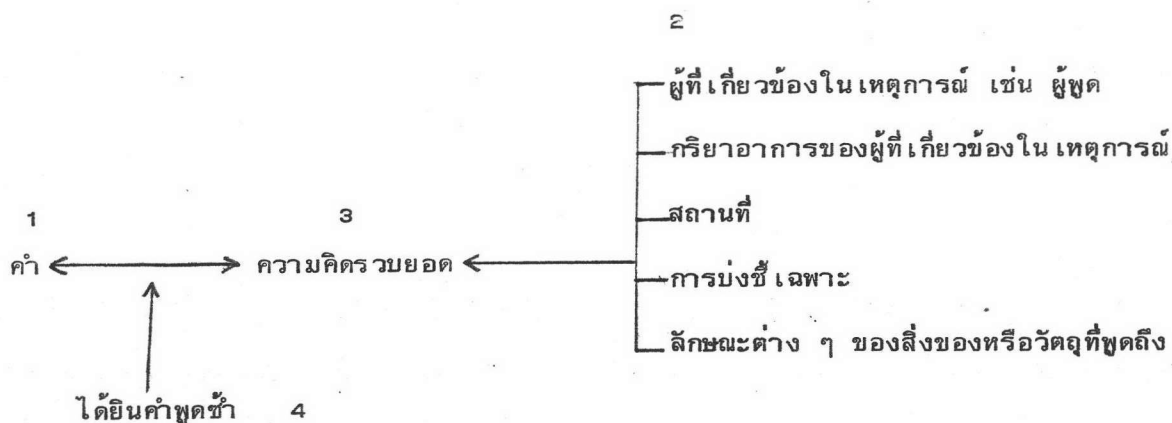 2
ผู้ที่เกี่ยวข้องในเหตุการณ์ เช่น ผู้พูด
กริยาอาการของผู้ที่เกี่ยวข้องในเหตุการณ์
1 3 สถานที่
คำ ความคิดรวบยอด
การบ่งชี้เฉพาะ
ลักษณะต่าง ๆ ของสิ่งของหรือวัตถุที่พูดถึง
ได้ยินคำพูดซ้ำ 4